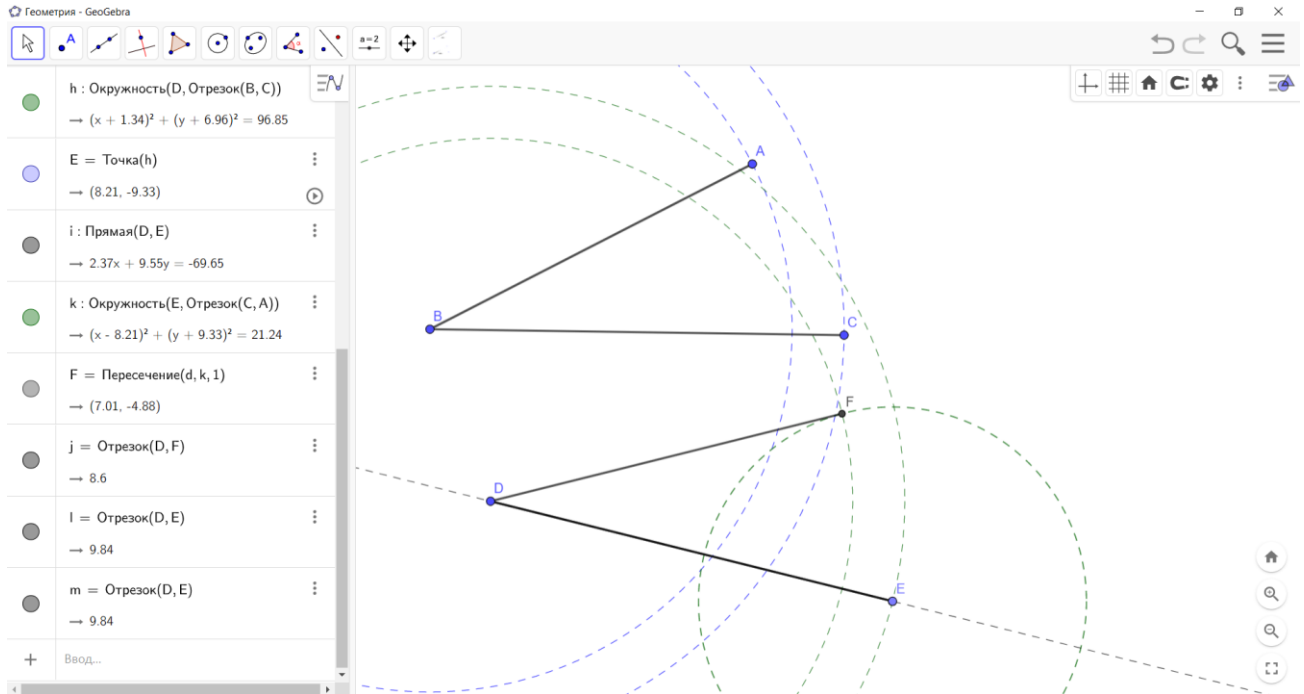 Геометрия - GeoGebra
A
a=2
h : Окружность(D, Отрезок(B, C))
→ (x + 1.34)² + (y + 6.96)² = 96.85
E = Точка(h)
→ (8.21, -9.33)
i : Прямая(D, E)
→ 2.37x + 9.55y = -69.65
k : Окружность(E, Отрезок(C, A))
→ (x - 8.21)² + (y + 9.33)² = 21.24
F = Пересечение(d, k, 1)
→ (7.01, -4.88)
j = Отрезок(D, F)
→ 8.6
l = Отрезок(D, E)
→ 9.84
m = Отрезок(D, E)
→ 9.84
Ввод...
A
B
C
F
D
E